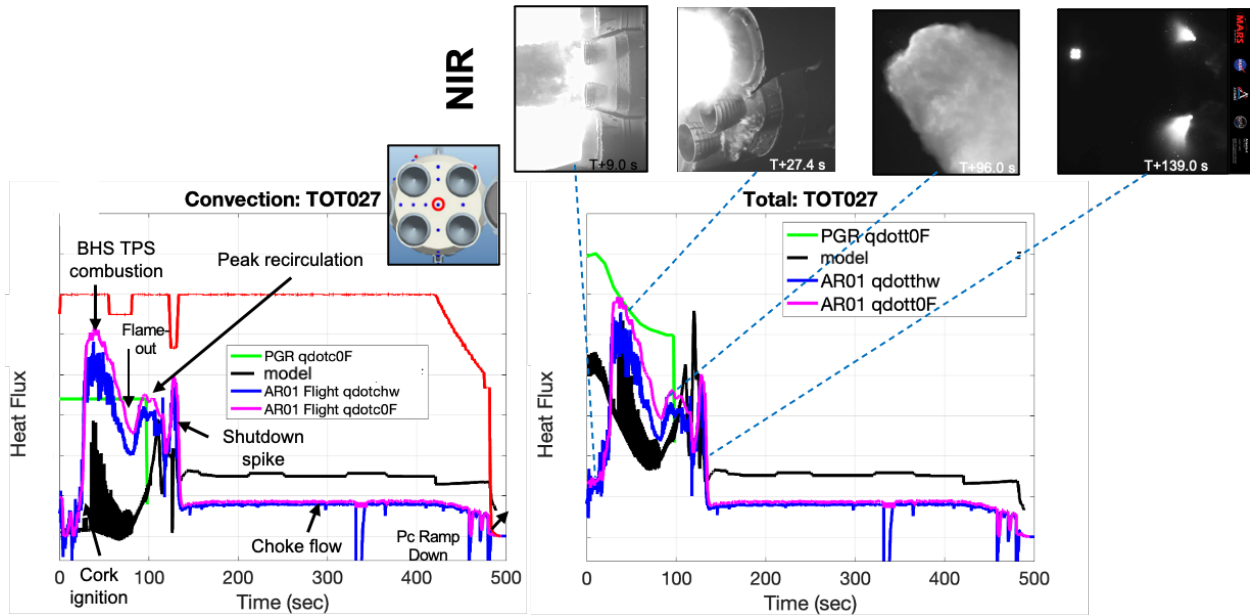 NIR
T+9.0 s
T+27.4 s
T+96.0 s
T+139.0 s
MARS
Convection: TOT027
BHS TPS
combustion
Peak recirculation
Flame-
out
PGR qdotc0F
model
AR01 Flight qdotchw
AR01 Flight qdotc0F
Shutdown
spike
Choke flow
Pc Ramp
Down
Cork
ignition
Heat Flux
0 100 200 300 400 500
Time (sec)
Total: TOT027
PGR qdott0F
model
AR01 qdotthw
AR01 qdott0F
Heat Flux
0 100 200 300 400 500
Time (sec)